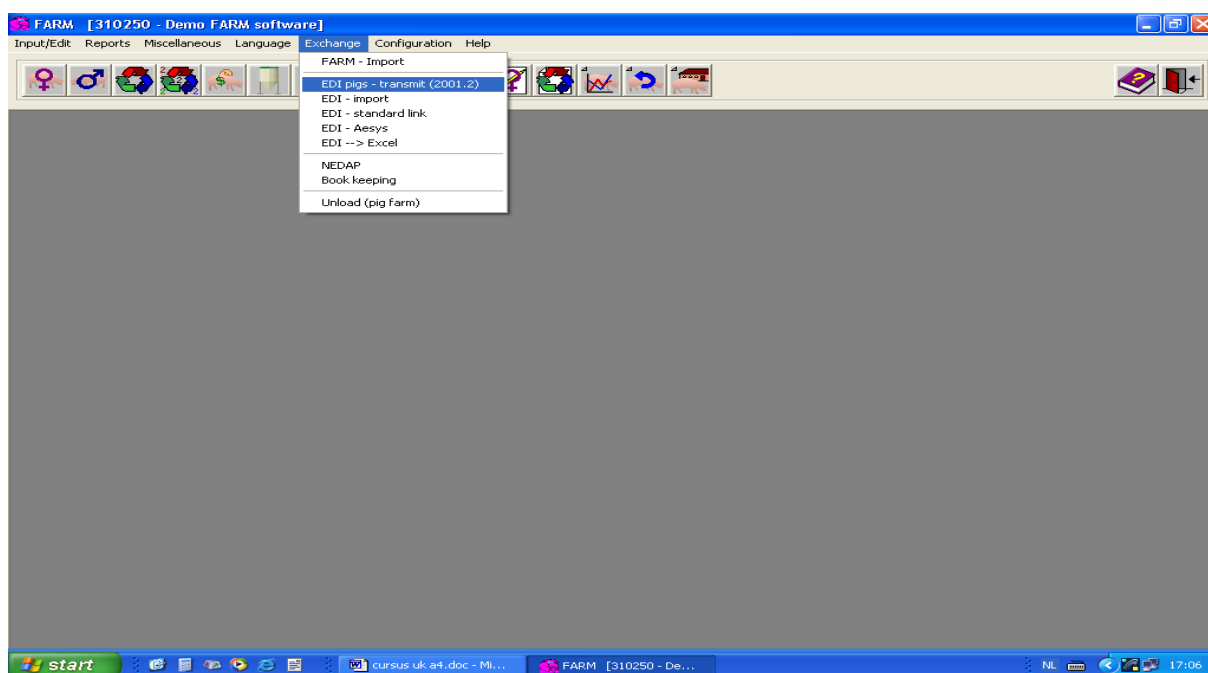 FARM [310250 - Demo FARM software]
Input/Edit Reports Miscellaneous Language Exchange Configuration Help
FARM - Import
EDI pigs - transmit (2001.2)
EDI - import
EDI - standard link
EDI - Aesys
EDI --> Excel
NEDAP
Book keeping
Unload (pig farm)
start cursus uk a4.doc - Mi... FARM [310250 - De... NL 17:06